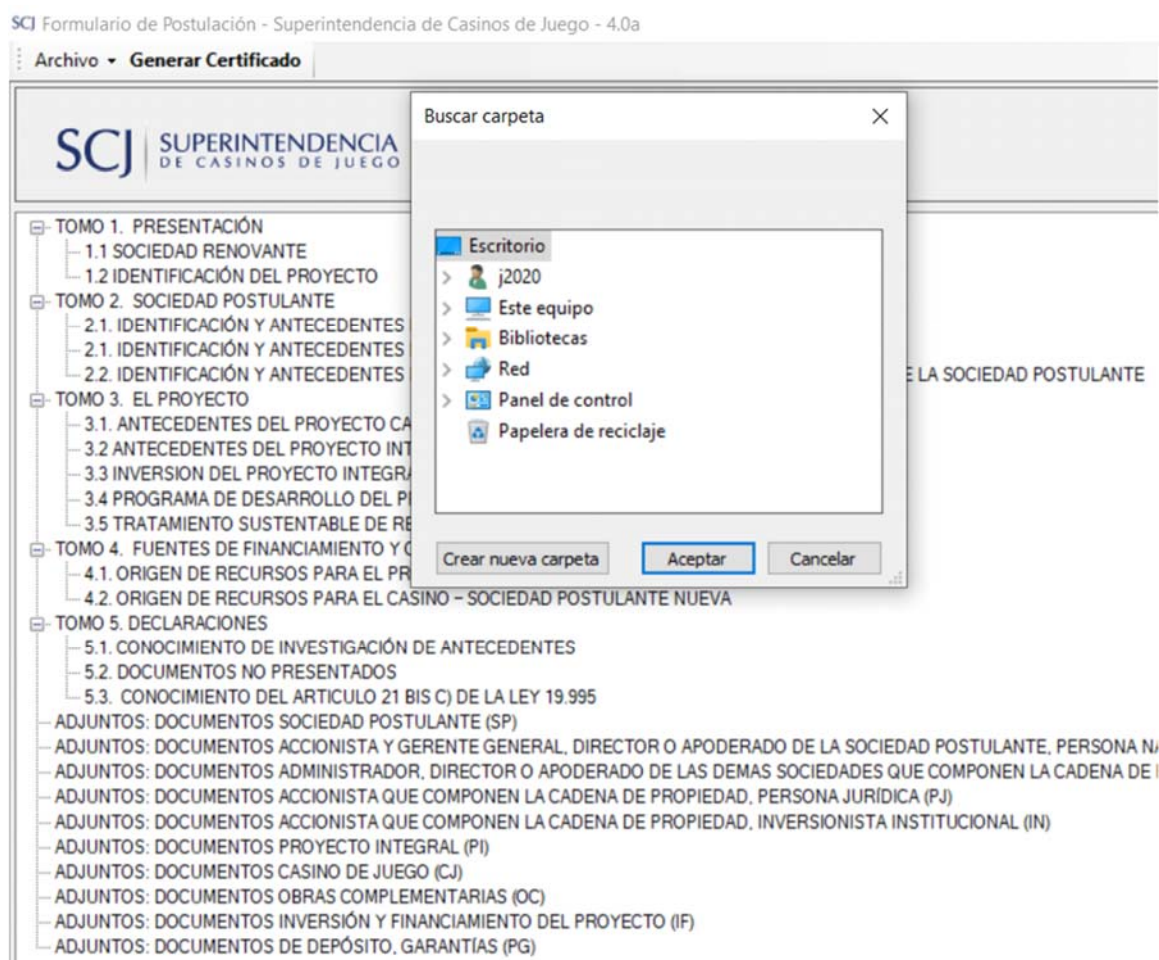 SCJ Formulario de Postulación - Superintendencia de Casinos de Juego - 4.0a
Archivo Generar Certificado
SCJ SUPERINTENDENCIA
DE CASINOS DE JUEGO
Buscar carpeta
Escritorio
j2020
Este equipo
Bibliotecas
Red
Panel de control
Papelera de reciclaje
Crear nueva carpeta Aceptar Cancelar
TOMO 1. PRESENTACIÓN
1.1 SOCIEDAD RENOVANTE
1.2 IDENTIFICACIÓN DEL PROYECTO
TOMO 2. SOCIEDAD POSTULANTE
2.1. IDENTIFICACIÓN Y ANTECEDENTES
2.1. IDENTIFICACIÓN Y ANTECEDENTES
2.2. IDENTIFICACIÓN Y ANTECEDENTES E LA SOCIEDAD POSTULANTE
TOMO 3. EL PROYECTO
3.1. ANTECEDENTES DEL PROYECTO CA
3.2 ANTECEDENTES DEL PROYECTO INT
3.3 INVERSION DEL PROYECTO INTEGRA
3.4 PROGRAMA DE DESARROLLO DEL P
3.5 TRATAMIENTO SUSTENTABLE DE RE
TOMO 4. FUENTES DE FINANCIAMIENTO Y C
4.1. ORIGEN DE RECURSOS PARA EL PR
4.2. ORIGEN DE RECURSOS PARA EL CASINO – SOCIEDAD POSTULANTE NUEVA
TOMO 5. DECLARACIONES
5.1. CONOCIMIENTO DE INVESTIGACIÓN DE ANTECEDENTES
5.2. DOCUMENTOS NO PRESENTADOS
5.3. CONOCIMIENTO DEL ARTICULO 21 BIS C) DE LA LEY 19.995
ADJUNTOS: DOCUMENTOS SOCIEDAD POSTULANTE (SP)
ADJUNTOS: DOCUMENTOS ACCIONISTA Y GERENTE GENERAL, DIRECTOR O APODERADO DE LA SOCIEDAD POSTULANTE, PERSONA NA
ADJUNTOS: DOCUMENTOS ADMINISTRADOR, DIRECTOR O APODERADO DE LAS DEMAS SOCIEDADES QUE COMPONEN LA CADENA DE
ADJUNTOS: DOCUMENTOS ACCIONISTA QUE COMPONEN LA CADENA DE PROPIEDAD, PERSONA JURÍDICA (PJ)
ADJUNTOS: DOCUMENTOS ACCIONISTA QUE COMPONEN LA CADENA DE PROPIEDAD, INVERSIONISTA INSTITUCIONAL (IN)
ADJUNTOS: DOCUMENTOS PROYECTO INTEGRAL (PI)
ADJUNTOS: DOCUMENTOS CASINO DE JUEGO (CJ)
ADJUNTOS: DOCUMENTOS OBRAS COMPLEMENTARIAS (OC)
ADJUNTOS: DOCUMENTOS INVERSIÓN Y FINANCIAMIENTO DEL PROYECTO (IF)
ADJUNTOS: DOCUMENTOS DE DEPÓSITO, GARANTÍAS (PG)